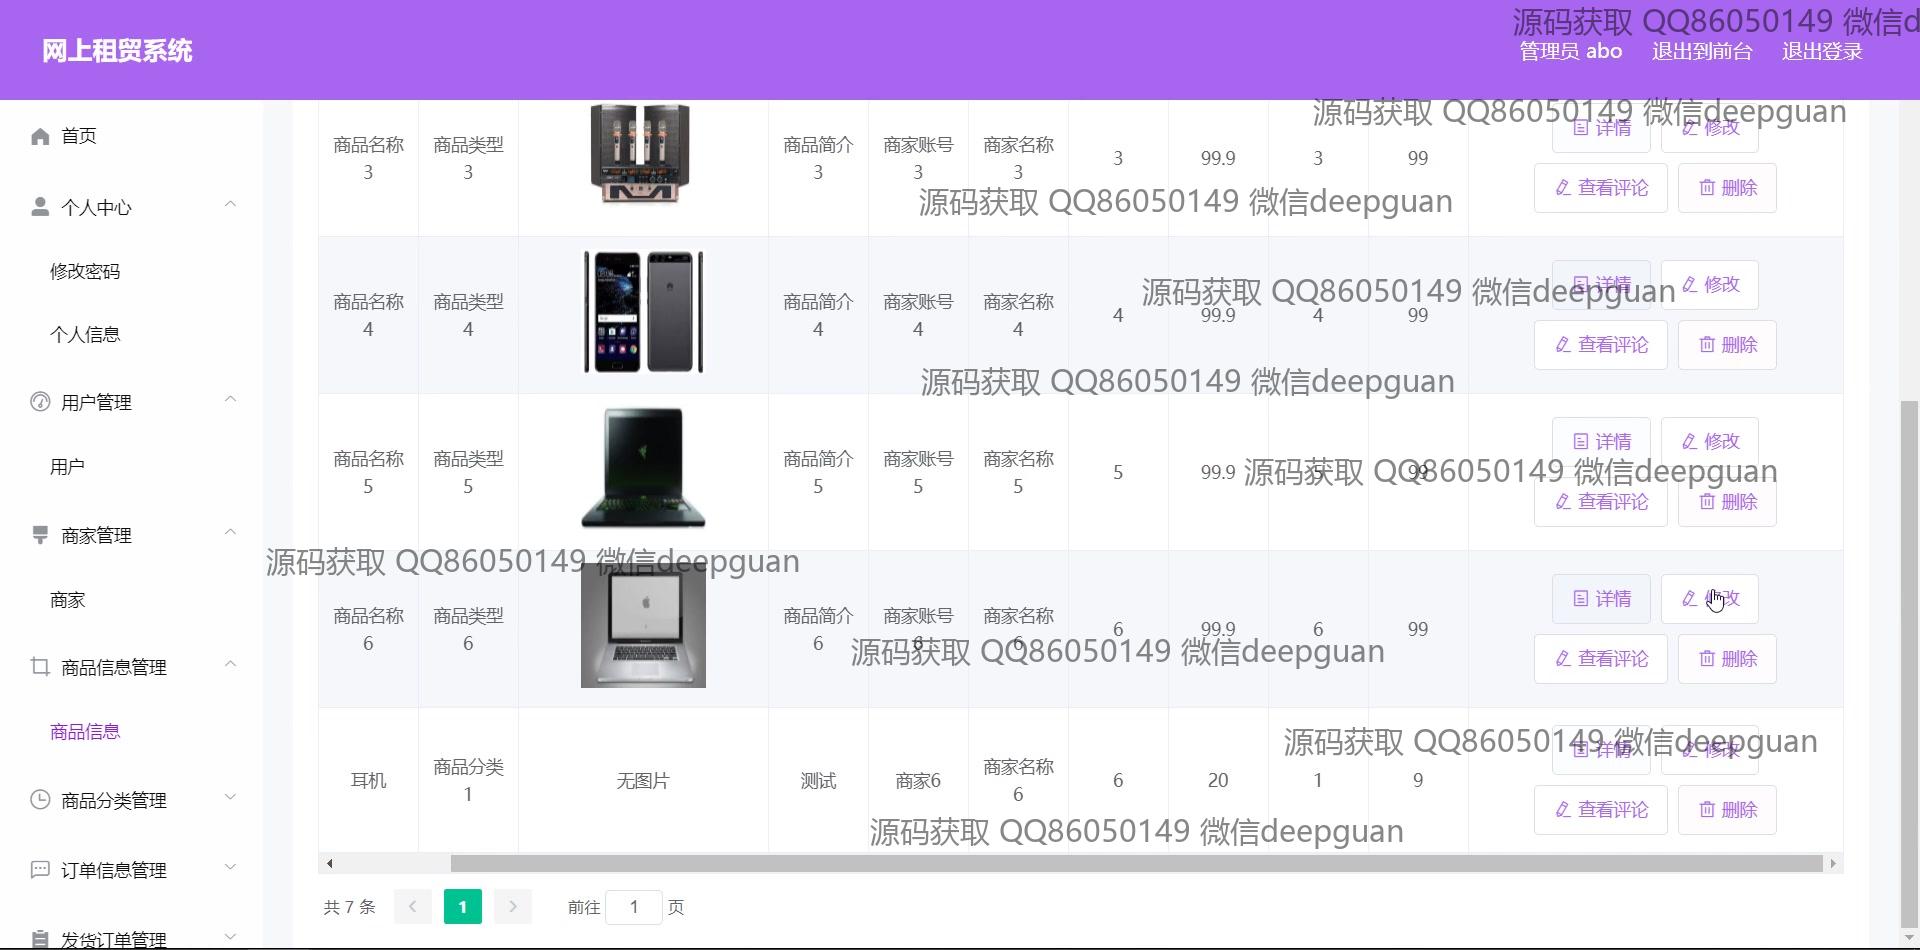 源码获取 QQ86050149 微信d
网上租贸系统
管理员 abo 退出到前台 退出登录
源码获取 QQ86050149 微信deepguan
首页
个人中心
修改密码
个人信息
用户管理
用户
商家管理
商家
商品信息管理
商品信息
商品分类管理
订单信息管理
发货订单管理
商品名称 商品类型 商品简介 商家账号 商家名称
3 3 3 3 3 3 99.9 3 99
详情 修改
查看评论 删除
源码获取 QQ86050149 微信deepguan
源码获取 QQ86050149 微信deepguan
商品名称 商品类型 商品简介 商家账号 商家名称
4 4 4 4 4 4 99.9 4 99
详情 修改
查看评论 删除
源码获取 QQ86050149 微信deepguan
商品名称 商品类型 商品简介 商家账号 商家名称
5 5 5 5 5 5 99.9 5 99
详情 修改
源码获取 QQ86050149 微信deepguan
查看评论 删除
源码获取 QQ86050149 微信deepguan
商品名称 商品类型 商品简介 商家账号 商家名称
6 6 6 6 6 6 99.9 6 99
详情 修改
查看评论 删除
源码获取 QQ86050149 微信deepguan
源码获取 QQ86050149 微信deepguan
耳机 商品分类 无图片 测试 商家6 商家名称
1 6 6 20 1 9
详情 修改
查看评论 删除
源码获取 QQ86050149 微信deepguan
共 7 条 1 前往 1 页